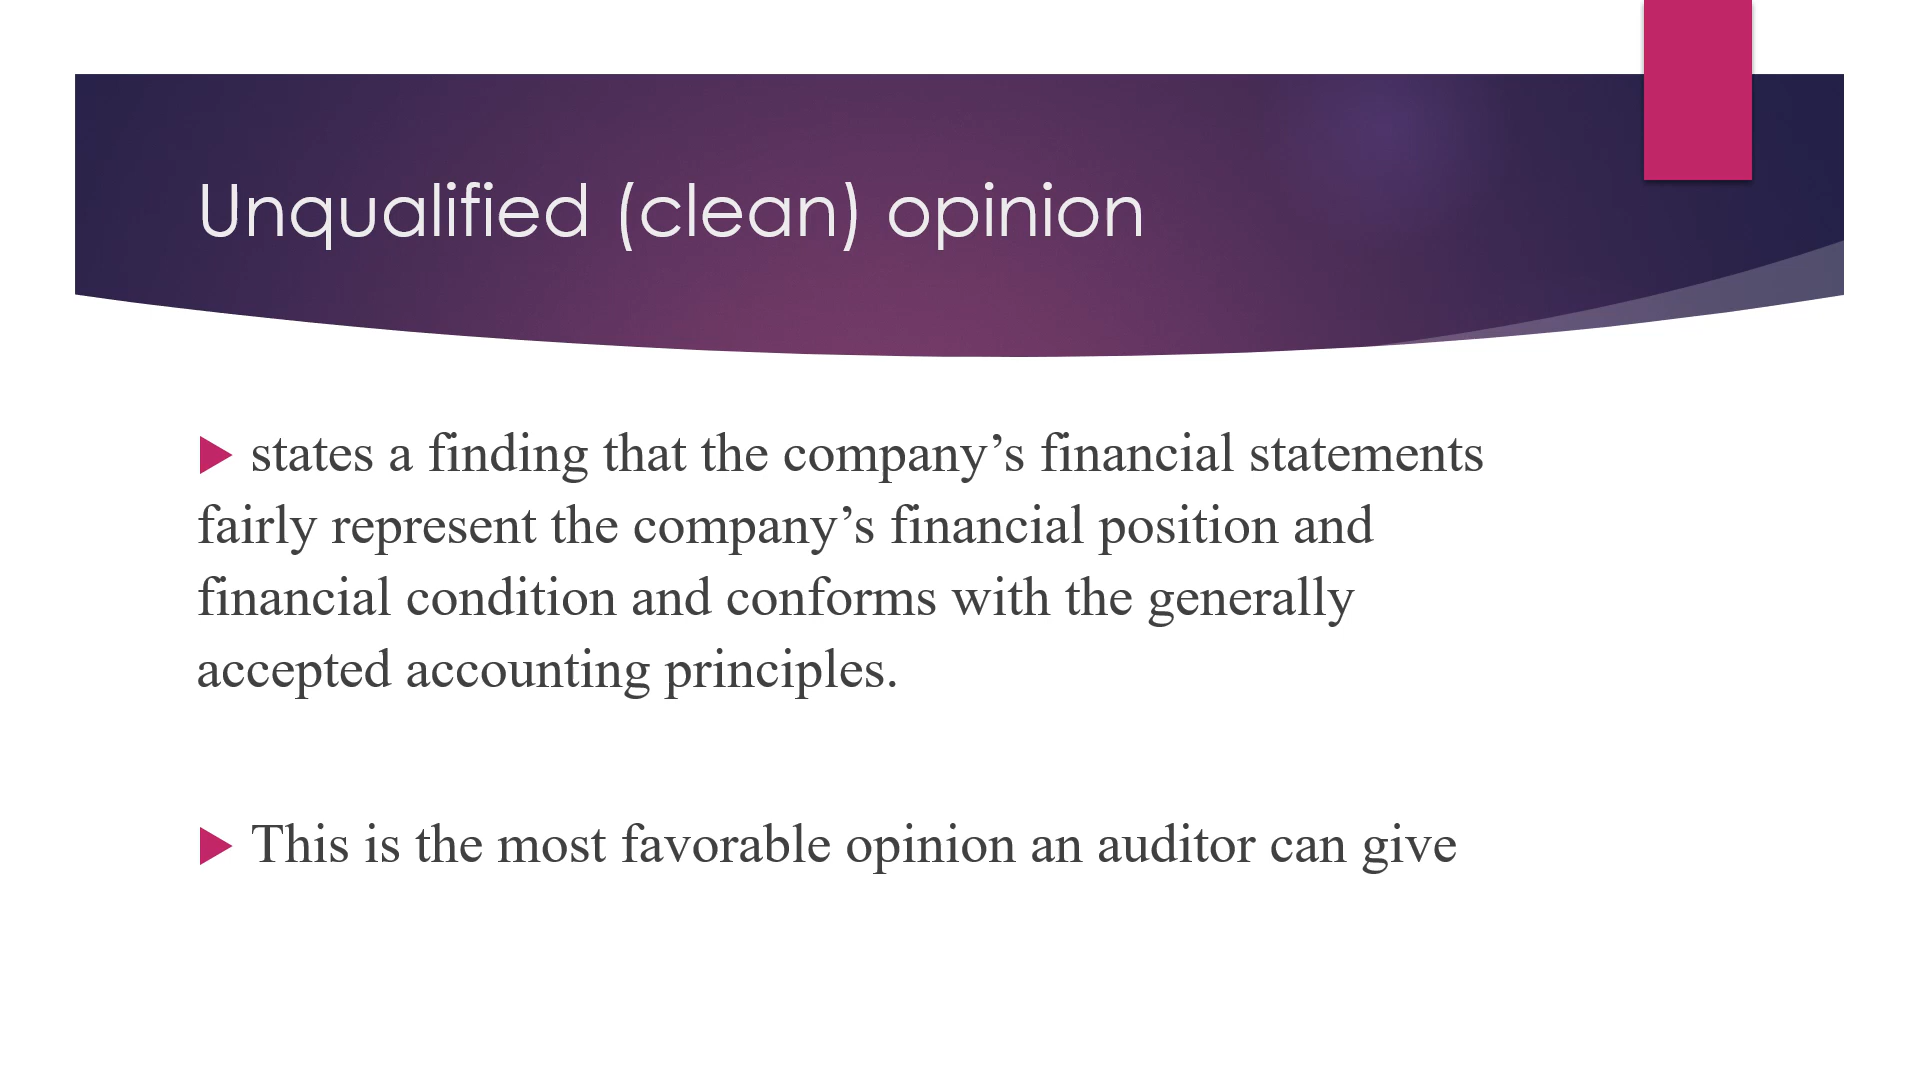 Unqualified (clean) opinion
states a finding that the company’s financial statements
fairly represent the company’s financial position and
financial condition and conforms with the generally
accepted accounting principles.
This is the most favorable opinion an auditor can give